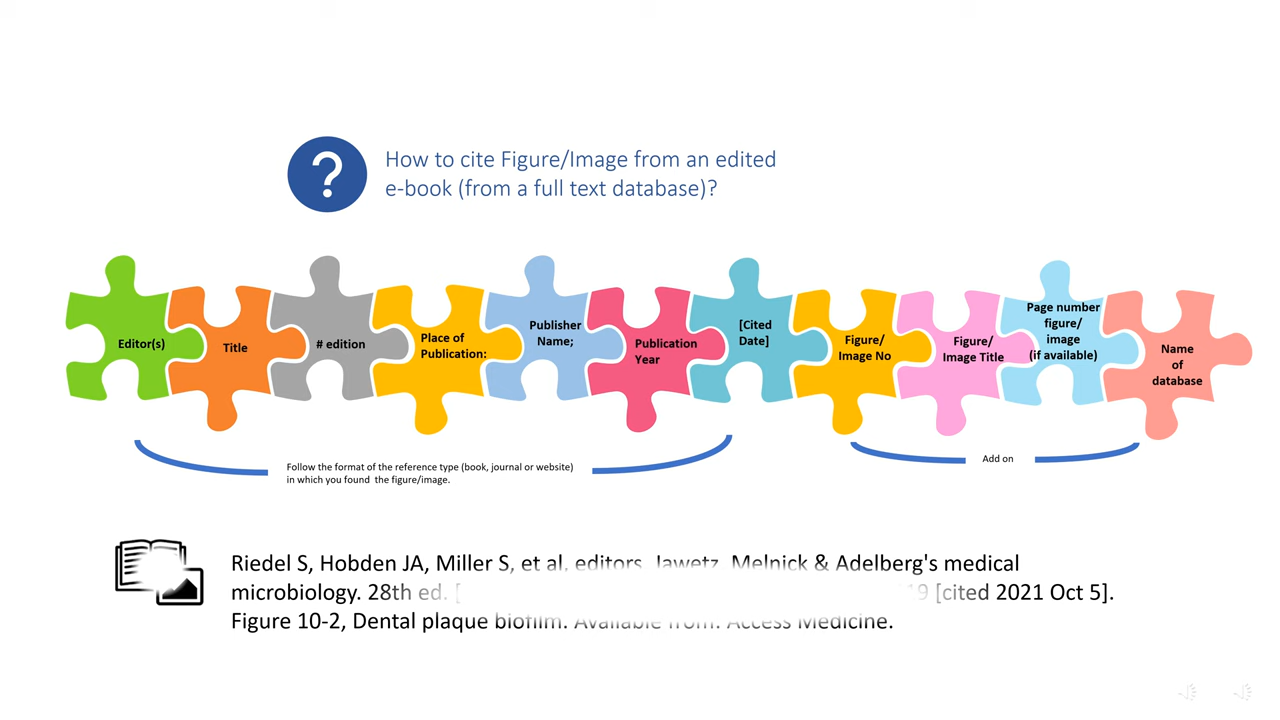 ?
How to cite Figure/Image from an edited
e-book (from a full text database)?
Editor(s)
Title
# edition
Place of
Publication:
Publisher
Name;
Publication
Year
[Cited
Date]
Figure/
Image No
Figure/
Image Title
Page number
figure/
image
(if available)
Name
of
database
Follow the format of the reference type (book, journal or website)
in which you found the figure/image.
Add on
Riedel S, Hobden JA, Miller S, et al. editors. Jawetz, Melnick & Adelberg's medical
microbiology. 28th ed. [ 19 [cited 2021 Oct 5].
Figure 10-2, Dental plaque biofilm. Available from: Access Medicine.